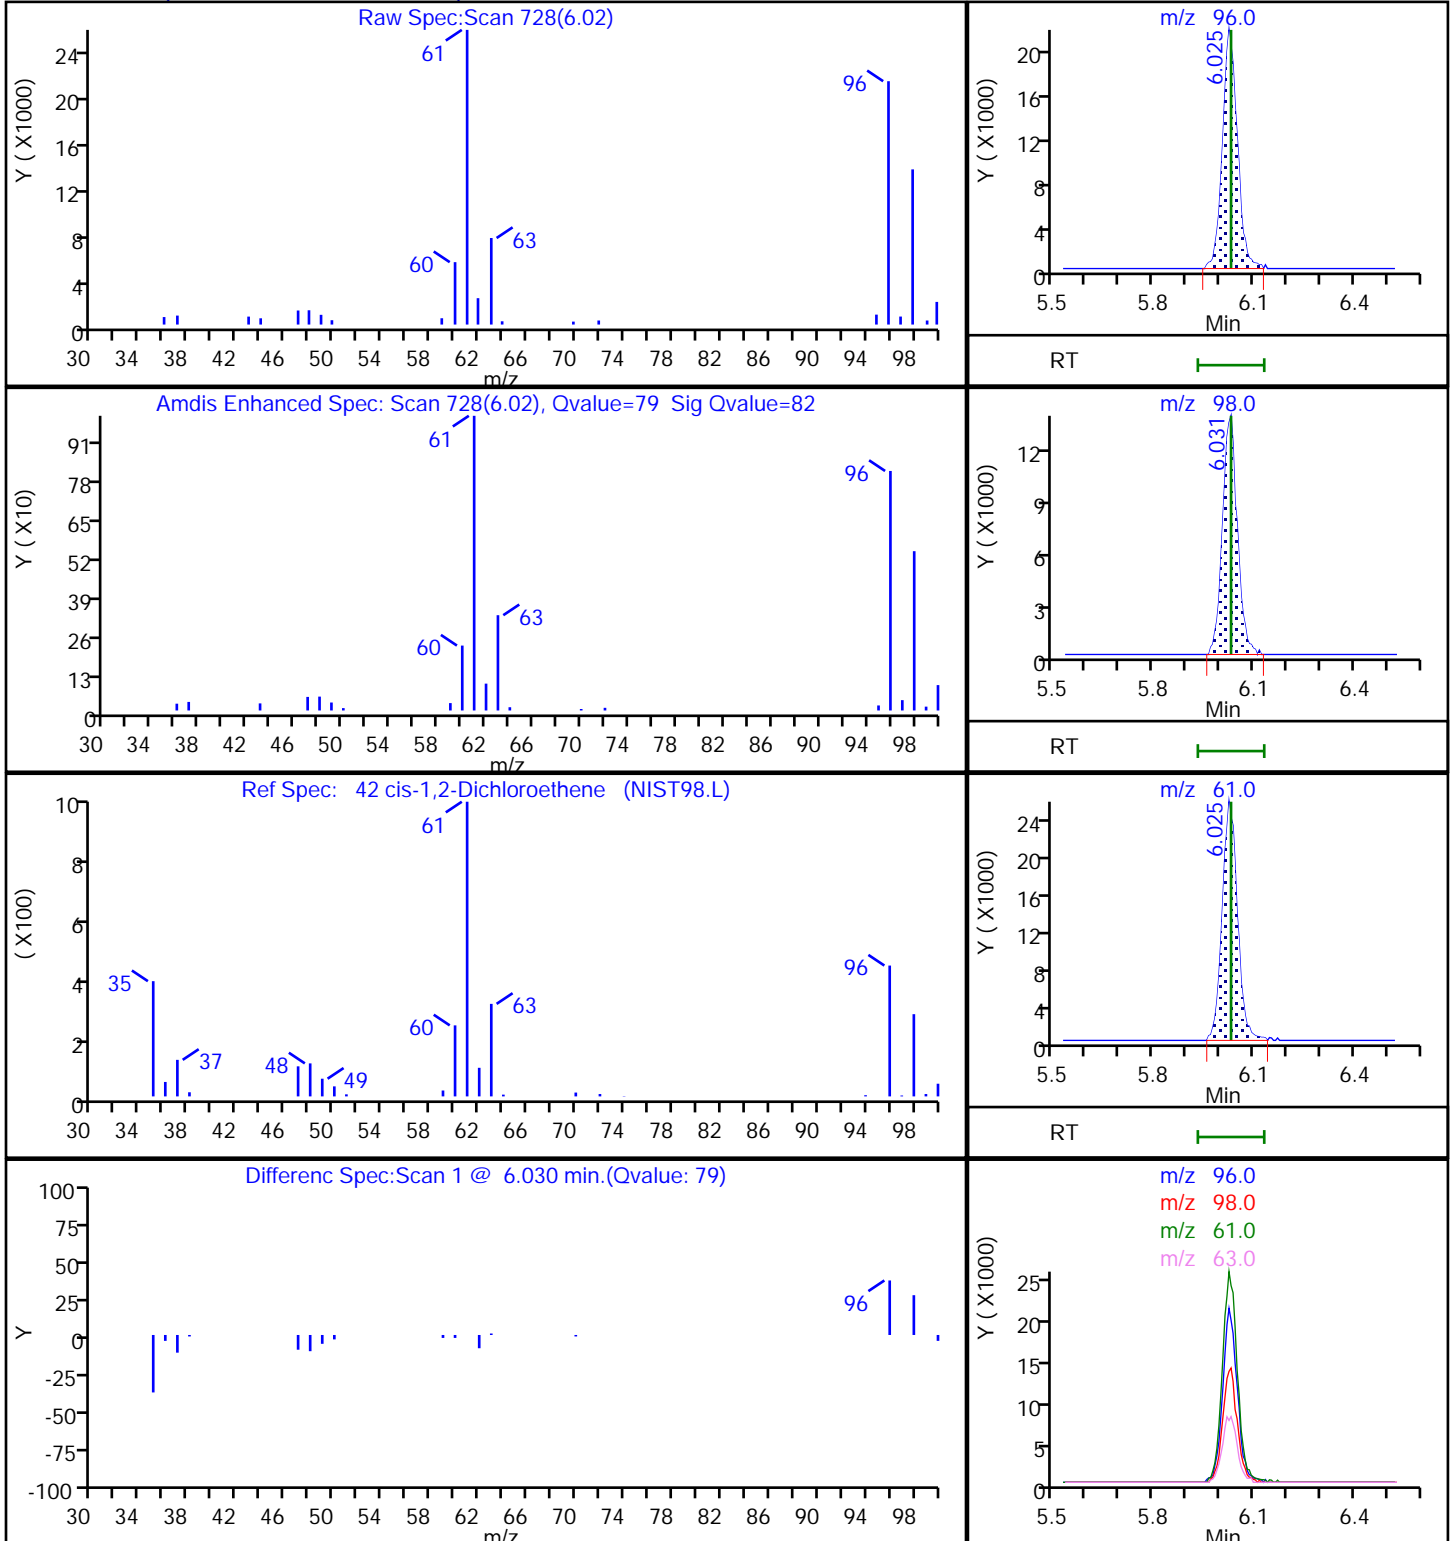 Raw Spec:Scan 728(6.02)
Y ( X1000)
24
20
16
12
8
4
0
61
96
63
60
30 34 38 42 46 50 54 58 62 66 70 74 78 82 86 90 94 98
m/z
m/z 96.0
Y ( X1000)
20
16
12
8
4
0
6.025
5.5 5.8 6.1 6.4
Min
RT
Amdis Enhanced Spec: Scan 728(6.02), Qvalue=79 Sig Qvalue=82
Y ( X10)
91
78
65
52
39
26
13
0
61
96
63
60
30 34 38 42 46 50 54 58 62 66 70 74 78 82 86 90 94 98
m/z
m/z 98.0
Y ( X1000)
12
9
6
3
0
6.031
5.5 5.8 6.1 6.4
Min
RT
Ref Spec: 42 cis-1,2-Dichloroethene (NIST98.L)
( X100)
10
8
6
4
2
0
61
96
35
63
60
37
48
49
30 34 38 42 46 50 54 58 62 66 70 74 78 82 86 90 94 98
m/z 61.0
Y ( X1000)
24
20
16
12
8
4
0
6.025
5.5 5.8 6.1 6.4
Min
RT
Differenc Spec:Scan 1 @ 6.030 min.(Qvalue: 79)
Y
100
75
50
25
0
-25
-50
-75
-100
96
30 34 38 42 46 50 54 58 62 66 70 74 78 82 86 90 94 98
m/z
m/z 96.0
m/z 98.0
m/z 61.0
m/z 63.0
Y ( X1000)
25
20
15
10
5
0
5.5 5.8 6.1 6.4
Min